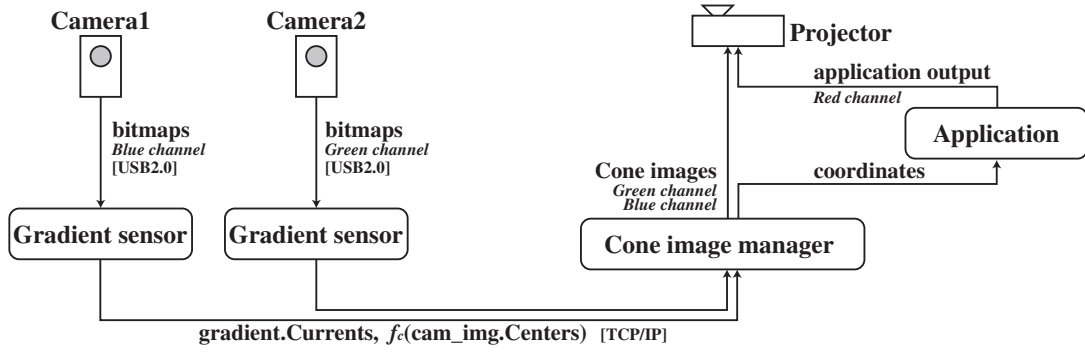 Camera1
Camera2
Projector
application output
Red channel
bitmaps
Blue channel
[USB2.0]
bitmaps
Green channel
[USB2.0]
Application
Cone images
Green channel
Blue channel
coordinates
Gradient sensor
Gradient sensor
Cone image manager
gradient.Currents, fc(cam_img.Centers) [TCP/IP]